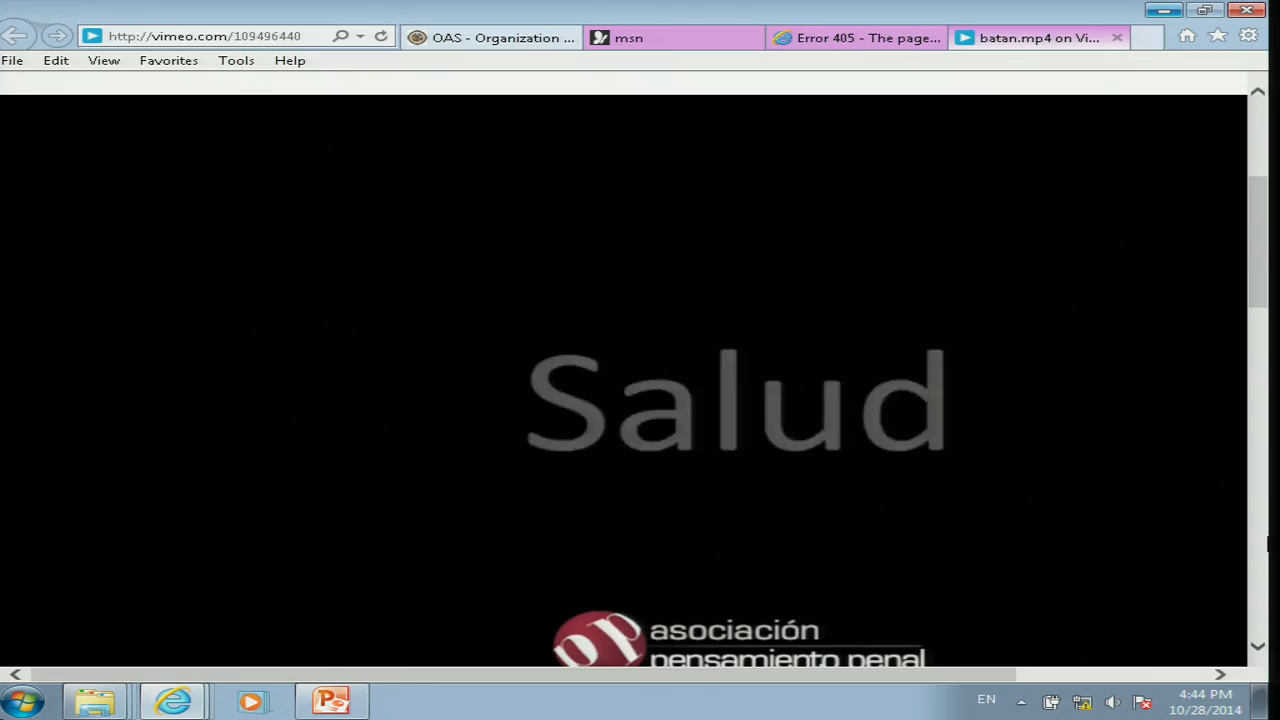 http://vimeo.com/109496440
OAS - Organization ...
msn
Error 405 - The page...
batan.mp4 on Vi...
File Edit View Favorites Tools Help
Salud
op
asociación
pensamiento penal
EN
4:44 PM
10/28/2014